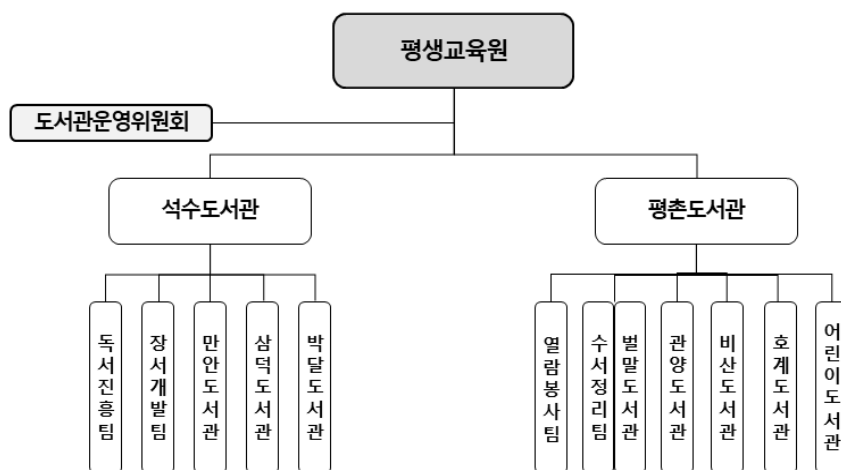 평생교육원
도서관운영위원회
석수도서관
평촌도서관
독서진흥팀
장서개발팀
만안도서관
삼덕도서관
박달도서관
열람봉사팀
수서정리팀
벌말도서관
관양도서관
비산도서관
호계도서관
어린이도서관